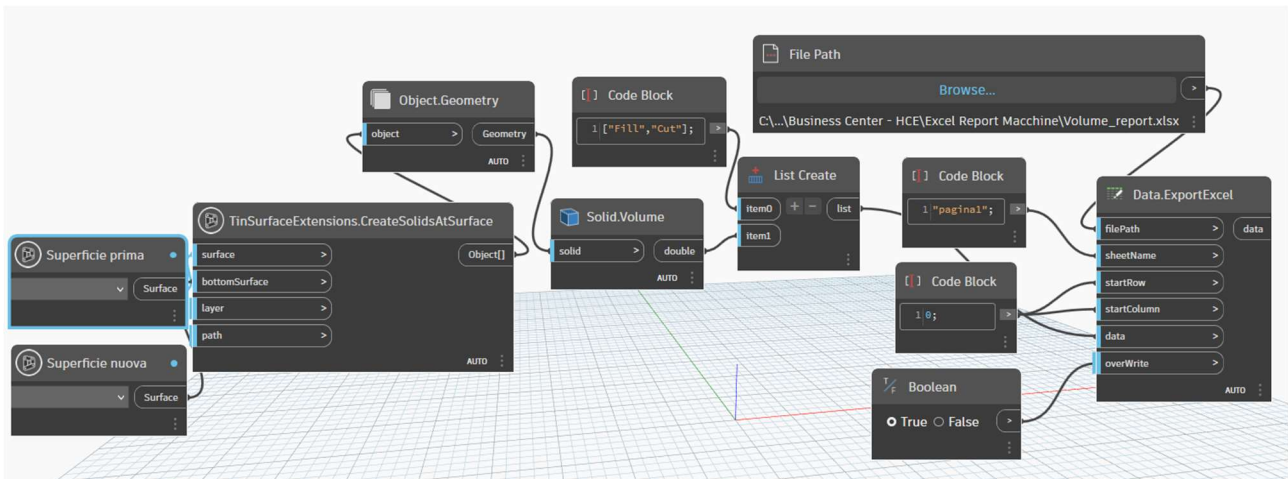 File Path
Browse...
>
C:\...\Business Center - HCE\Excel Report Macchine\Volume_report.xlsx
Object.Geometry
object > Geometry
AUTO
Code Block
1 ["Fill","Cut"]; >
List Create
item0 + - list
item1
Code Block
1 "pagina1"; >
Data.ExportExcel
filePath > data
sheetName >
startRow >
startColumn >
data >
overWrite >
AUTO
TinSurfaceExtensions.CreateSolidsAtSurface
surface > Object[]
bottomSurface >
layer >
path >
AUTO
Solid.Volume
solid > double
AUTO
Superficie prima
Surface
Superficie nuova
Surface
Code Block
1 0; >
T/F Boolean
True False >